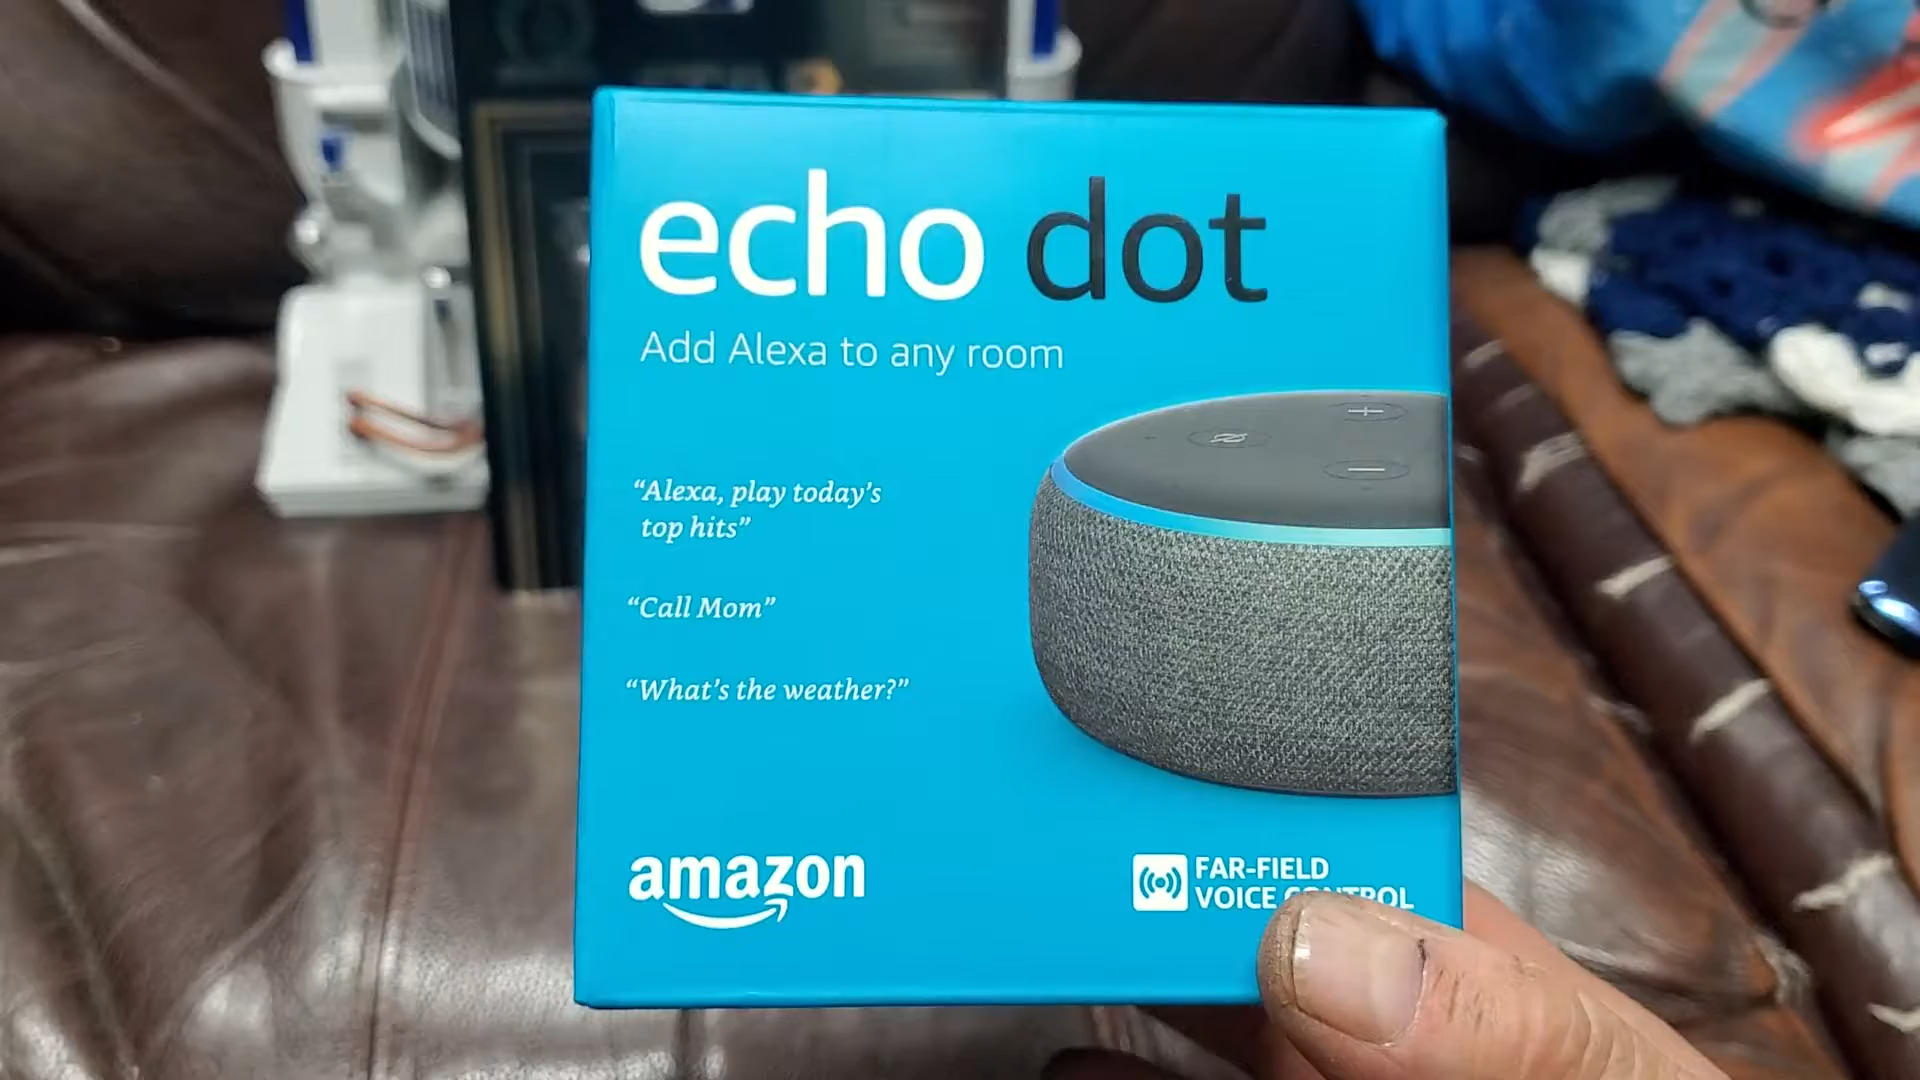 echo dot
Add Alexa to any room
“Alexa, play today’s
top hits”
“Call Mom”
“What’s the weather?”
amazon
FAR-FIELD
VOICE CONTROL